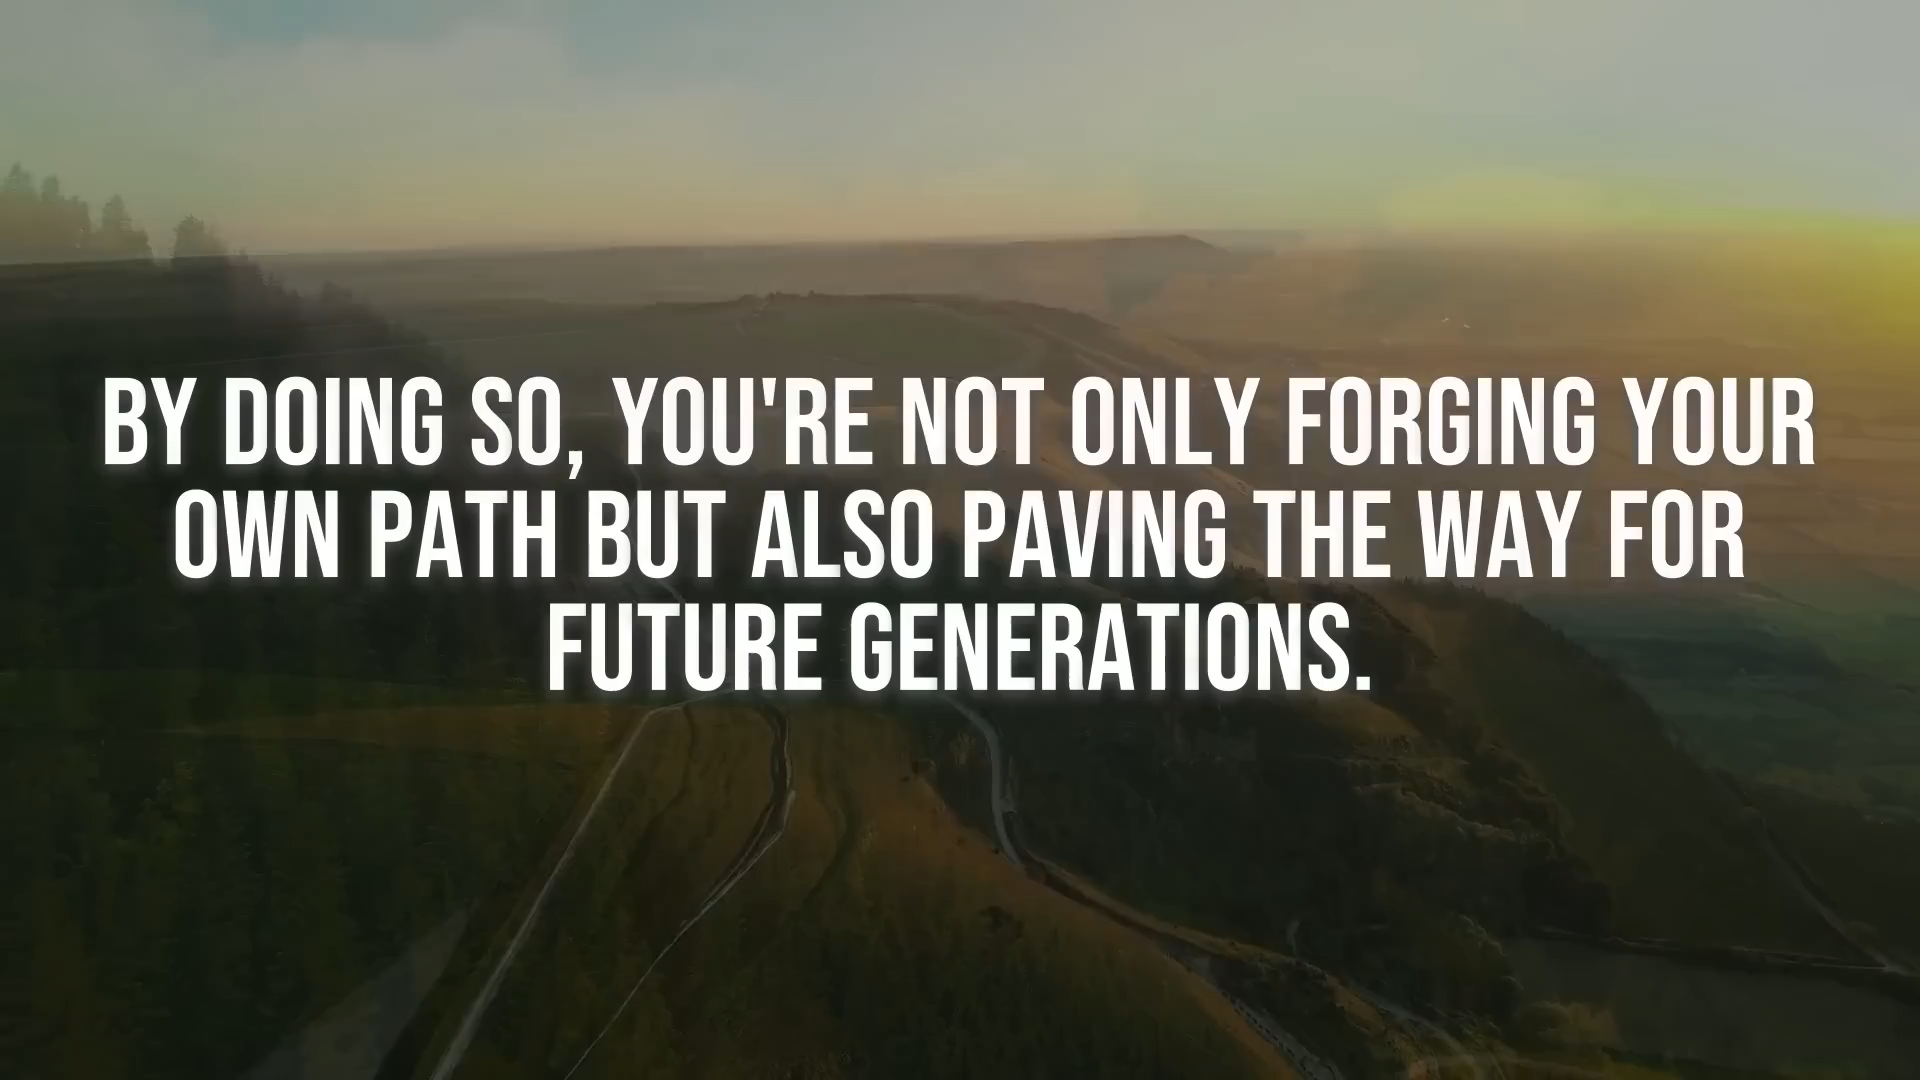 BY DOING SO, YOU'RE NOT ONLY FORGING YOUR
OWN PATH BUT ALSO PAVING THE WAY FOR
FUTURE GENERATIONS.